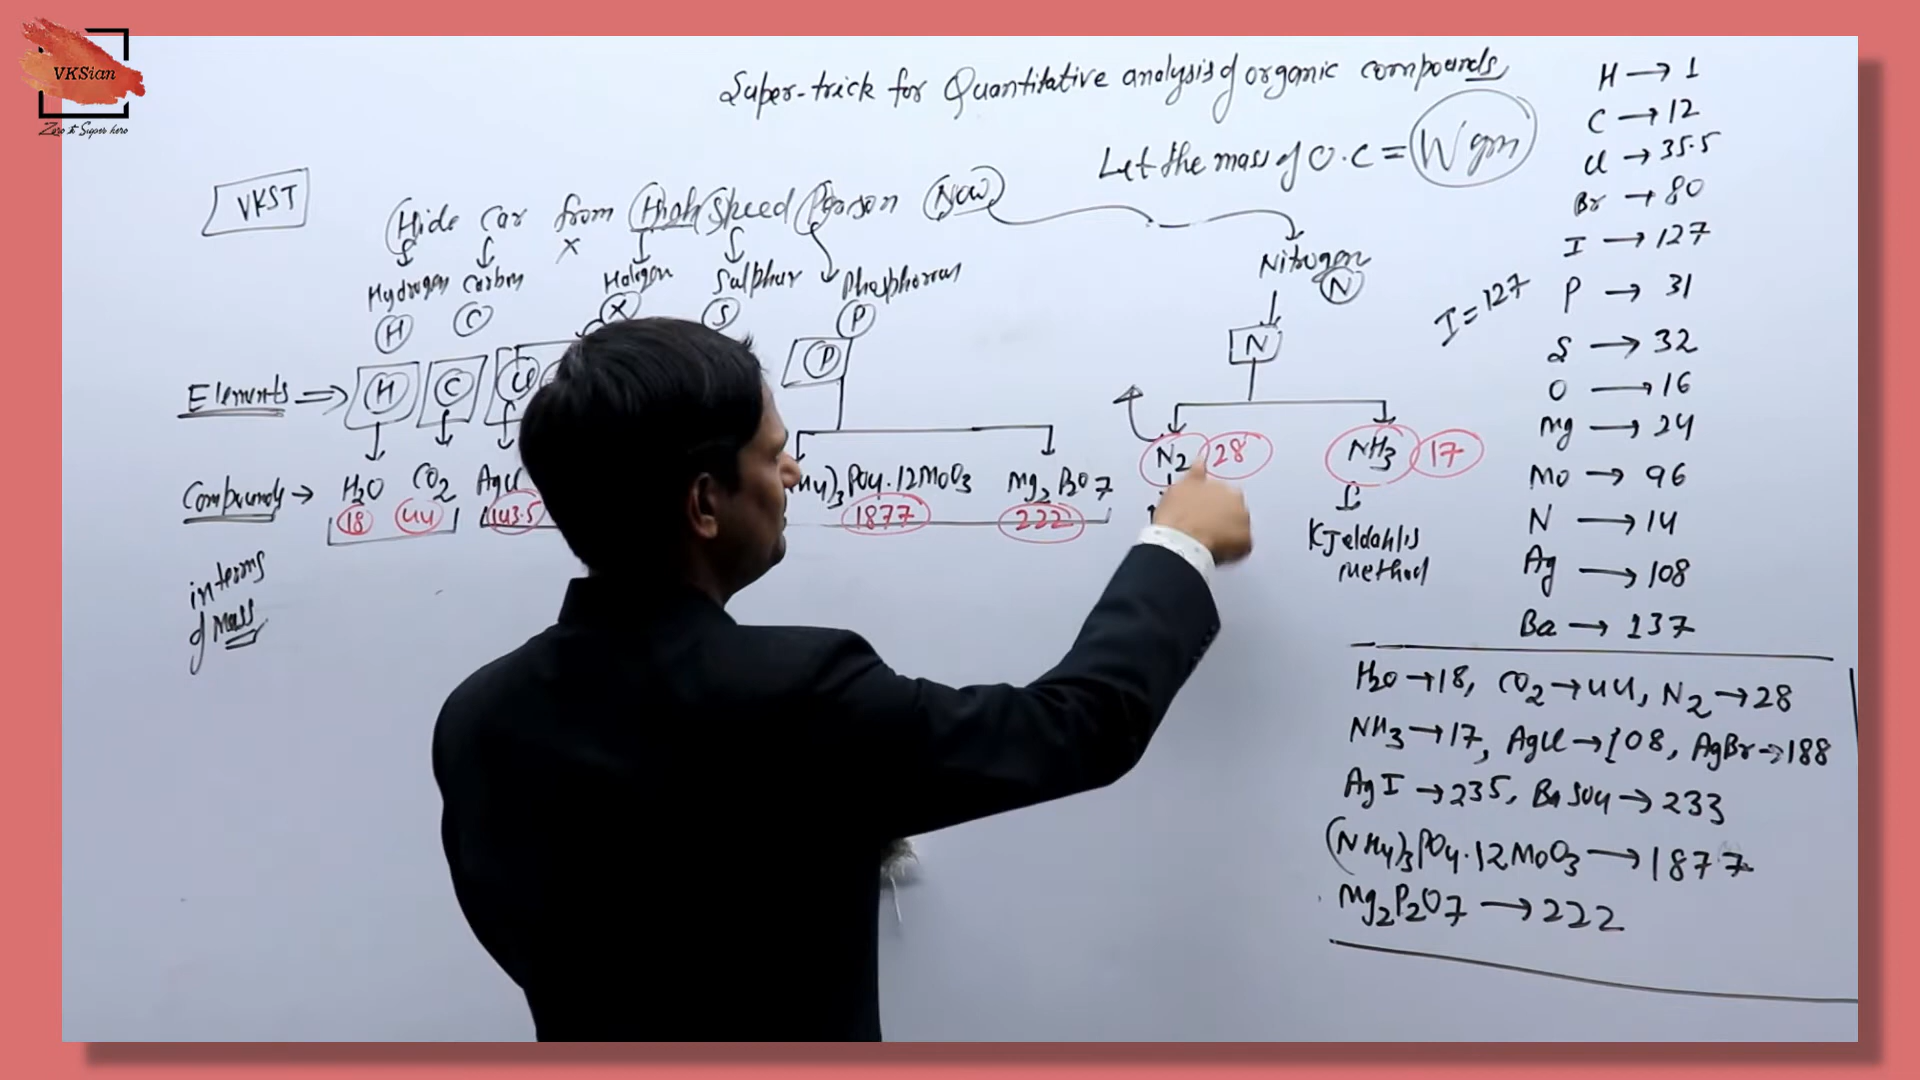 VKSian
Zero to Super hero
Super-trick for Quantitative analysis of organic compounds
Let the mass of O.C = W gm
VKST
Hide Car from High Speed Person Now
x
Hydrogen Carbon Halogen Sulphur Phosphorous Nitrogen
H C X S P N
Elements ⇒ H C Cl P N
Compounds → H2O CO2 AgCl )3PO4.12MoO3 Mg2P2O7 N2 28 NH3 17
18 44 143.5 1877 222
Kjeldahl's
method
in terms
of Mass
I = 127
H → 1
C → 12
Cl → 35.5
Br → 80
I → 127
P → 31
S → 32
O → 16
Mg → 24
Mo → 96
N → 14
Ag → 108
Ba → 137
H2O → 18, CO2 → 44, N2 → 28
NH3 → 17, AgCl → 108, AgBr → 188
AgI → 235, BaSO4 → 233
(NH4)3PO4.12MoO3 → 1877
Mg2P2O7 → 222